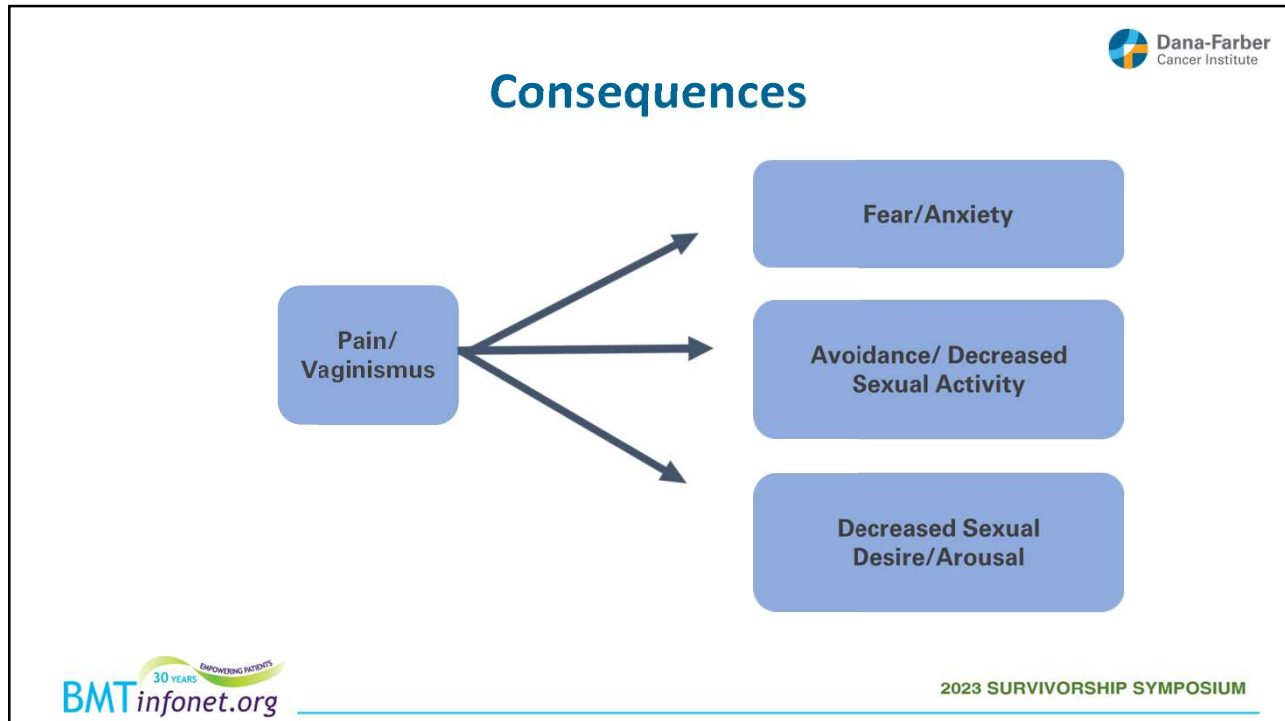 Dana-Farber
Cancer Institute
Consequences
Fear/Anxiety
Pain/
Vaginismus
Avoidance/ Decreased
Sexual Activity
Decreased Sexual
Desire/Arousal
30 YEARS
EMPOWERING PATIENTS
BMTinfonet.org
2023 SURVIVORSHIP SYMPOSIUM